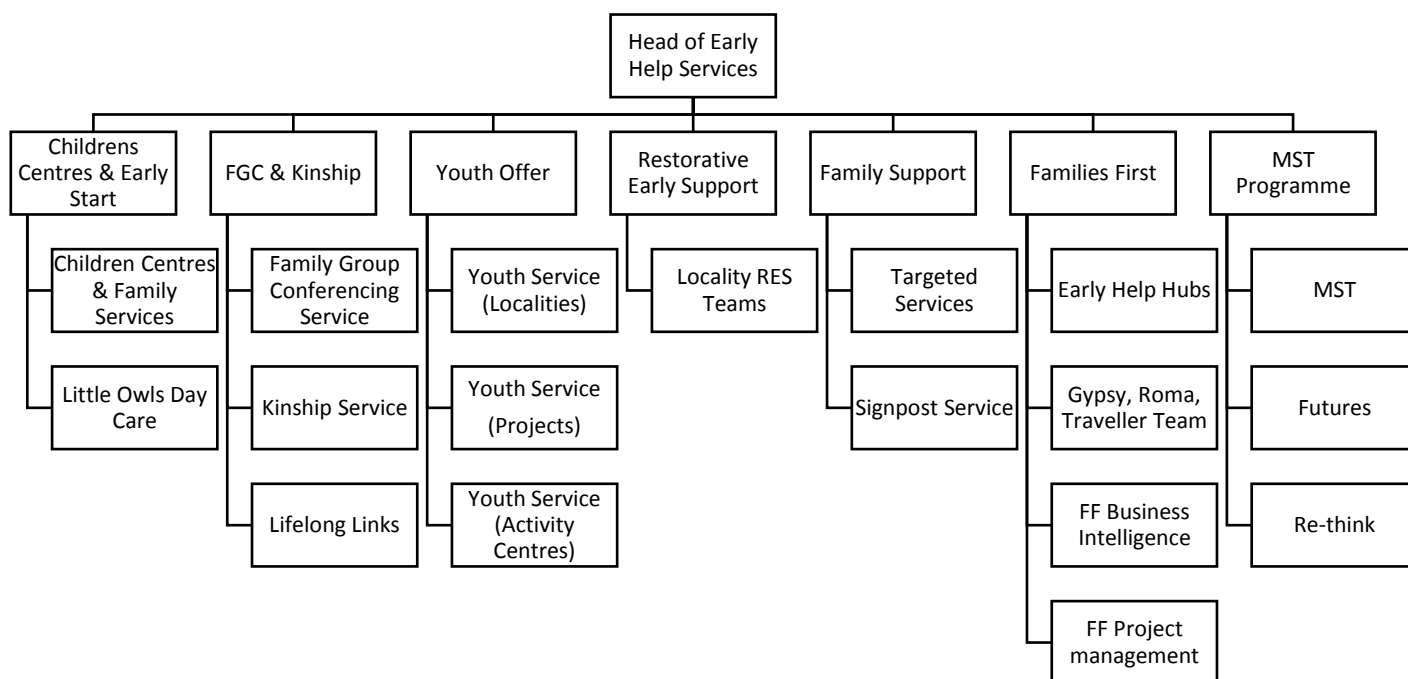 Head of Early
Help Services
Childrens
Centres & Early
Start
FGC & Kinship
Youth Offer
Restorative
Early Support
Family Support
Families First
MST
Programme
Children Centres
& Family
Services
Family Group
Conferencing
Service
Youth Service
(Localities)
Locality RES
Teams
Targeted
Services
Early Help Hubs
MST
Little Owls Day
Care
Kinship Service
Youth Service
(Projects)
Signpost Service
Gypsy, Roma,
Traveller Team
Futures
Lifelong Links
Youth Service
(Activity
Centres)
FF Business
Intelligence
Re-think
FF Project
management